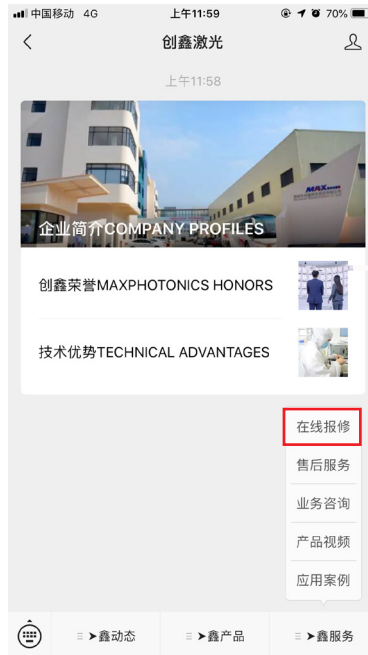 中国移动 4G 上午11:59 70%
创鑫激光
上午11:58
MAX
企业简介COMPANY PROFILES
创鑫荣誉MAXPHOTONICS HONORS
技术优势TECHNICAL ADVANTAGES
在线报修
售后服务
业务咨询
产品视频
应用案例
鑫动态 鑫产品 鑫服务